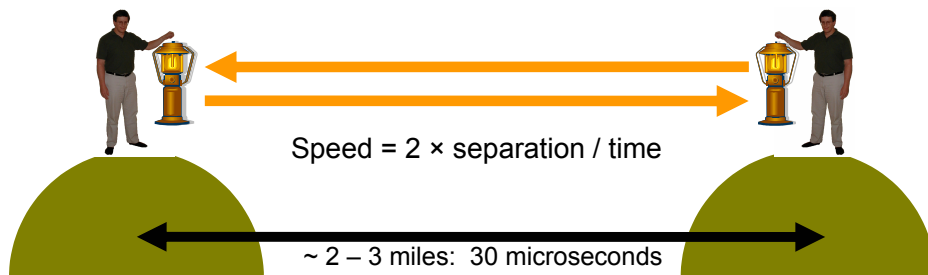 Speed = 2 × separation / time
~ 2 – 3 miles: 30 microseconds